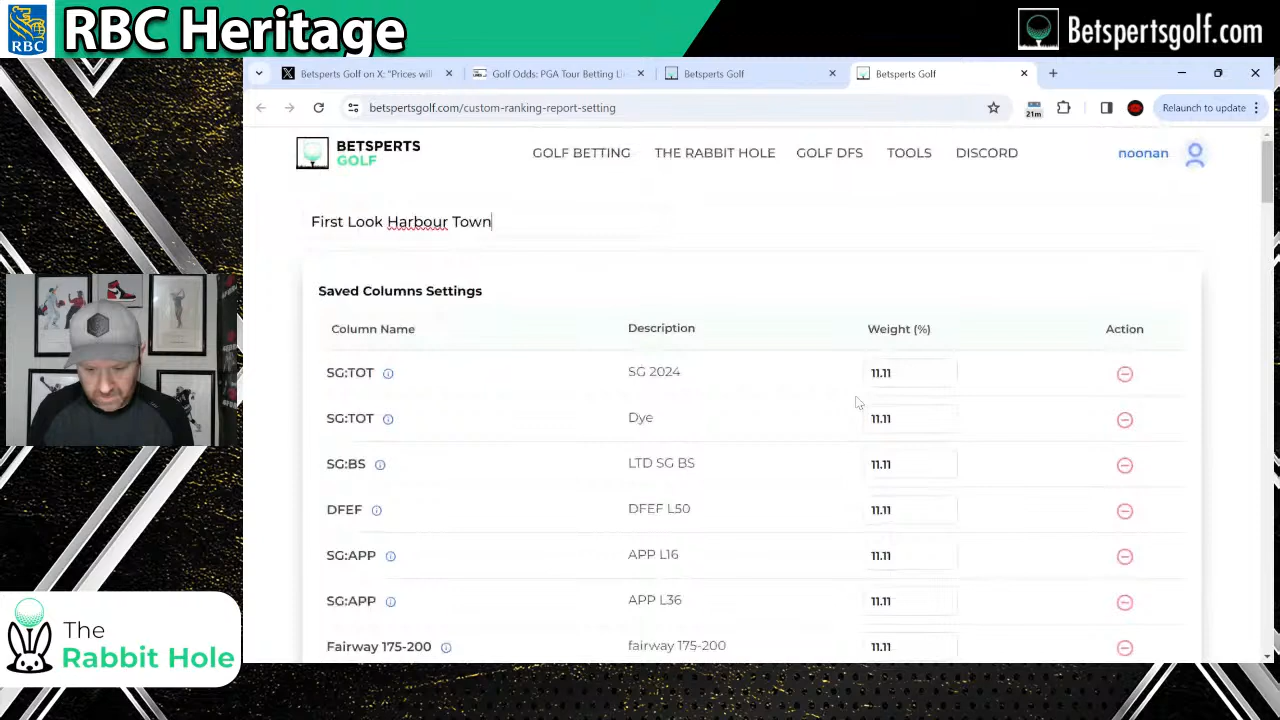 RBC
RBC Heritage
Betspertsgolf.com
Betsperts Golf on X: "Prices will
Golf Odds: PGA Tour Betting Li
Betsperts Golf
Betsperts Golf
betspertsgolf.com/custom-ranking-report-setting
21m
Relaunch to update
BETSPERTS
GOLF
GOLF BETTING THE RABBIT HOLE GOLF DFS TOOLS DISCORD
noonan
First Look Harbour Town
Saved Columns Settings
Column Name Description Weight (%) Action
SG:TOT SG 2024 11.11
SG:TOT Dye 11.11
SG:BS LTD SG BS 11.11
DFEF DFEF L50 11.11
SG:APP APP L16 11.11
SG:APP APP L36 11.11
Fairway 175-200 fairway 175-200 11.11
The
Rabbit Hole